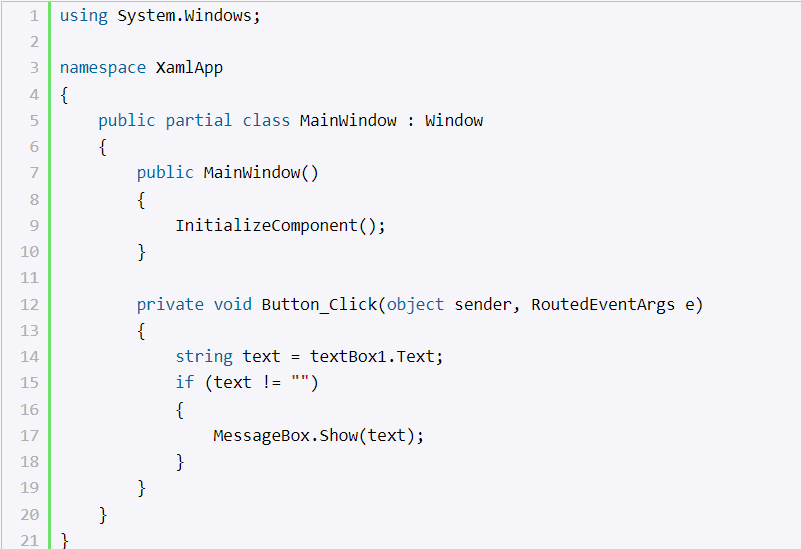 1 using System.Windows;
2
3 namespace XamlApp
4 {
5     public partial class MainWindow : Window
6     {
7         public MainWindow()
8         {
9             InitializeComponent();
10         }
11
12         private void Button_Click(object sender, RoutedEventArgs e)
13         {
14             string text = textBox1.Text;
15             if (text != "")
16             {
17                 MessageBox.Show(text);
18             }
19         }
20     }
21 }